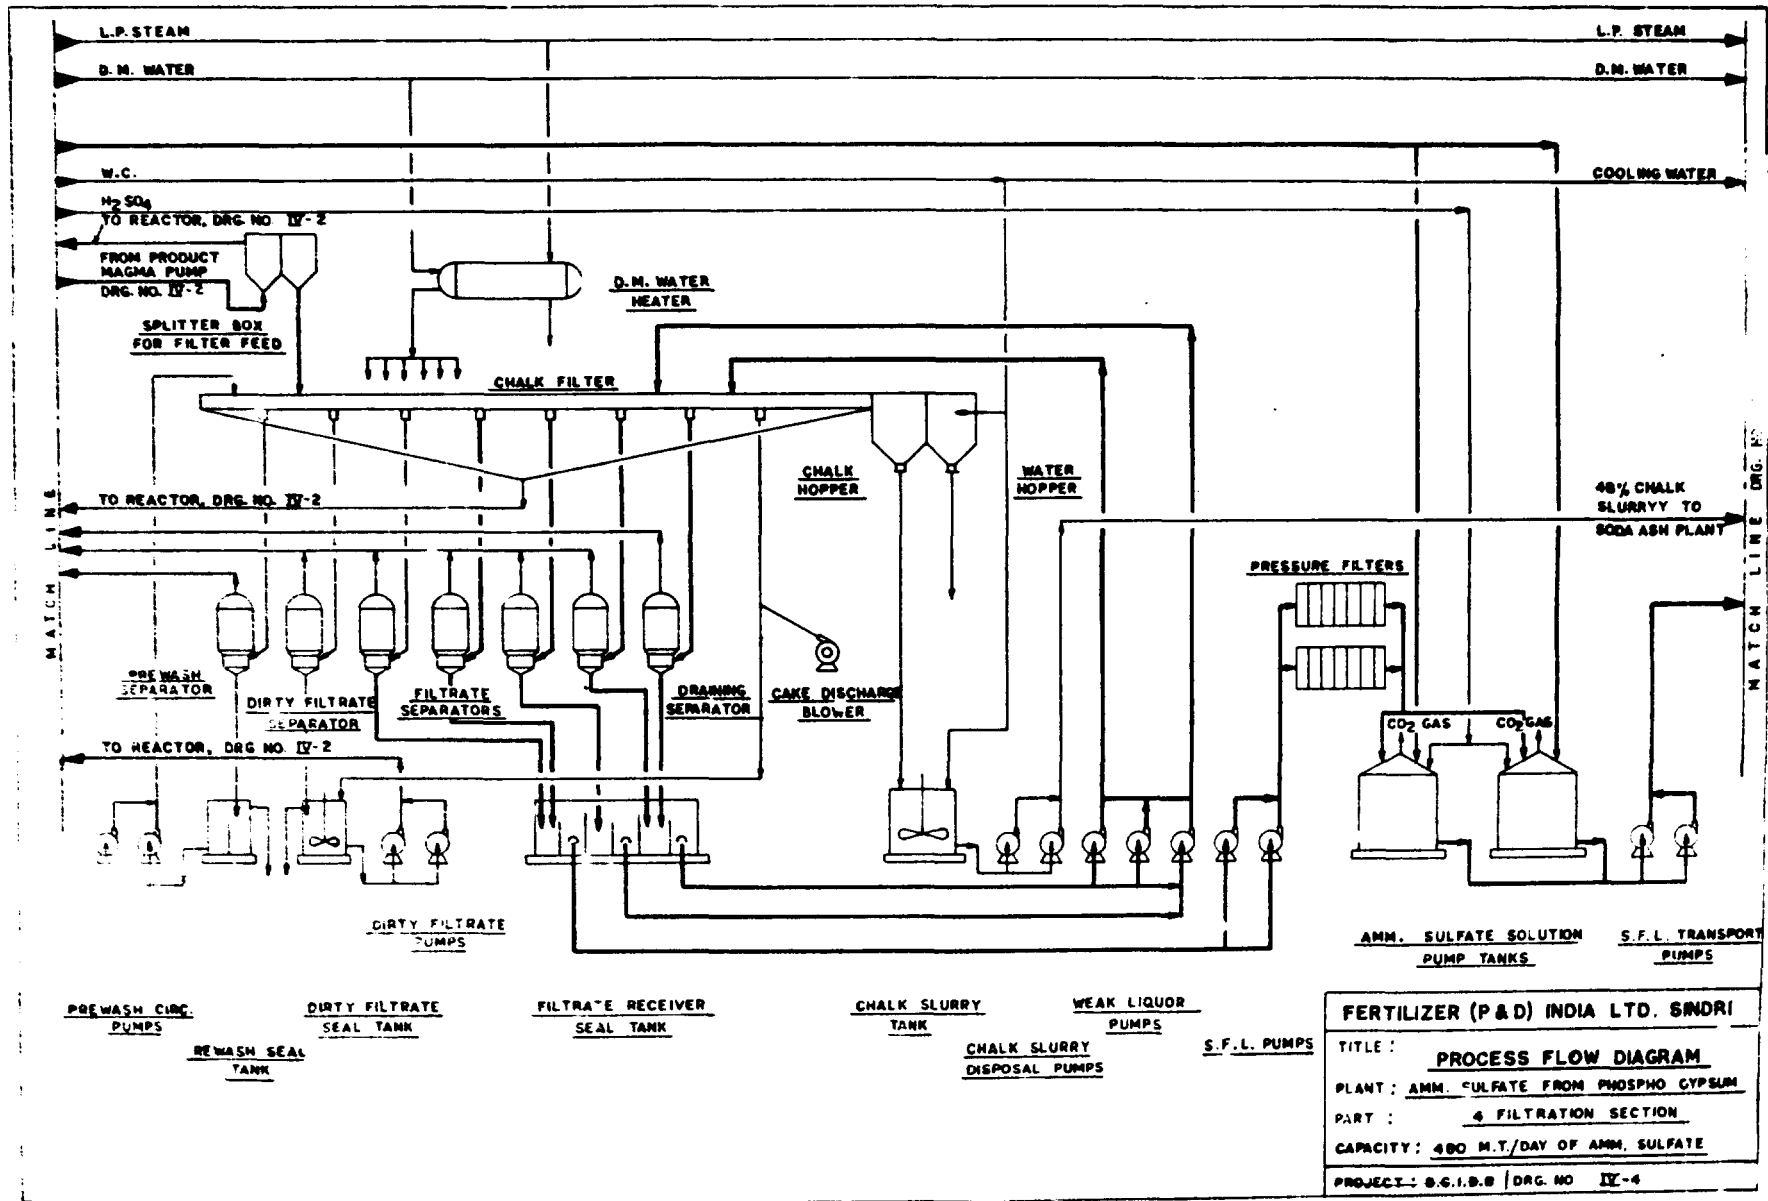 L.P. STEAM
L.P. STEAM
D.M. WATER
D.M. WATER
W.C.
COOLING WATER
H2SO4
TO REACTOR, DRG. NO. IV-2
FROM PRODUCT
MAGMA PUMP
DRG. NO. IV-2
D.M. WATER
HEATER
SPLITTER BOX
FOR FILTER FEED
CHALK FILTER
CHALK
HOPPER
WATER
HOPPER
TO REACTOR, DRG. NO. IV-2
48% CHALK
SLURRYY TO
SODA ASH PLANT
MATCH LINE
MATCH LINE DRG.
PRESSURE FILTERS
PREWASH
SEPARATOR
DIRTY FILTRATE
SEPARATOR
FILTRATE
SEPARATORS
DRAINING
SEPARATOR
CAKE DISCHARGE
BLOWER
CO2 GAS
CO2 GAS
TO REACTOR, DRG NO. IV-2
DIRTY FILTRATE
PUMPS
AMM. SULFATE SOLUTION
PUMP TANKS
S.F.L. TRANSPORT
PUMPS
PREWASH CIRC.
PUMPS
REWASH SEAL
TANK
DIRTY FILTRATE
SEAL TANK
FILTRATE RECEIVER
SEAL TANK
CHALK SLURRY
TANK
CHALK SLURRY
DISPOSAL PUMPS
WEAK LIQUOR
PUMPS
S.F.L. PUMPS
FERTILIZER (P & D) INDIA LTD. SINDRI
TITLE :
PROCESS FLOW DIAGRAM
PLANT : AMM. SULFATE FROM PHOSPHO GYPSUM
PART : 4 FILTRATION SECTION
CAPACITY : 480 M.T./DAY OF AMM. SULFATE
PROJECT : DRG. NO IV-4